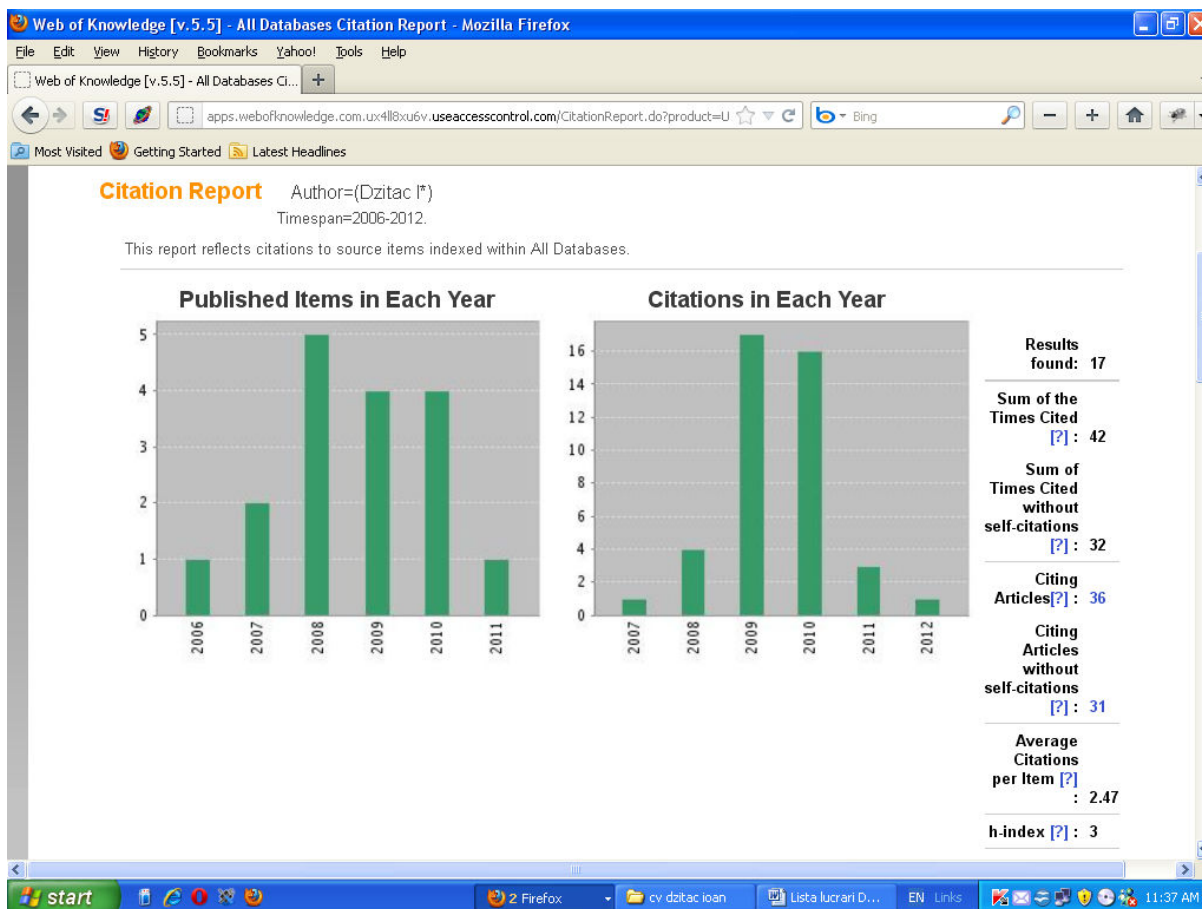 Web of Knowledge [v.5.5] - All Databases Citation Report - Mozilla Firefox
File Edit View History Bookmarks Yahoo! Tools Help
Web of Knowledge [v.5.5] - All Databases Ci... +
S! apps.webofknowledge.com.ux4ll8xu6v.useaccesscontrol.com/CitationReport.do?product=U b Bing
Most Visited Getting Started Latest Headlines
Citation Report Author=(Dzitac I*)
Timespan=2006-2012.
This report reflects citations to source items indexed within All Databases.
Published Items in Each Year
5
4
3
2
1
0
2006 2007 2008 2009 2010 2011
Citations in Each Year
16
14
12
10
8
6
4
2
0
2007 2008 2009 2010 2011 2012
Results
found: 17
Sum of the
Times Cited
[?] : 42
Sum of
Times Cited
without
self-citations
[?] : 32
Citing
Articles[?] : 36
Citing
Articles
without
self-citations
[?] : 31
Average
Citations
per Item [?]
: 2.47
h-index [?] : 3
start 2 Firefox cv dzitac ioan Lista lucrari D... EN Links 11:37 AM